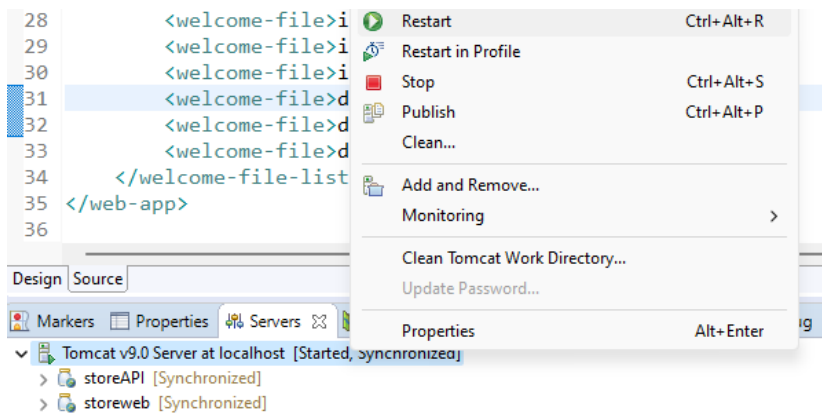 28 <welcome-file>i
29 <welcome-file>i
30 <welcome-file>i
31 <welcome-file>d
32 <welcome-file>d
33 <welcome-file>d
34 </welcome-file-list
35 </web-app>
36
Restart Ctrl+Alt+R
Restart in Profile
Stop Ctrl+Alt+S
Publish Ctrl+Alt+P
Clean...
Add and Remove...
Monitoring >
Clean Tomcat Work Directory...
Update Password...
Properties Alt+Enter
Design Source
Markers Properties Servers
Tomcat v9.0 Server at localhost [Started, Synchronized]
storeAPI [Synchronized]
storeweb [Synchronized]